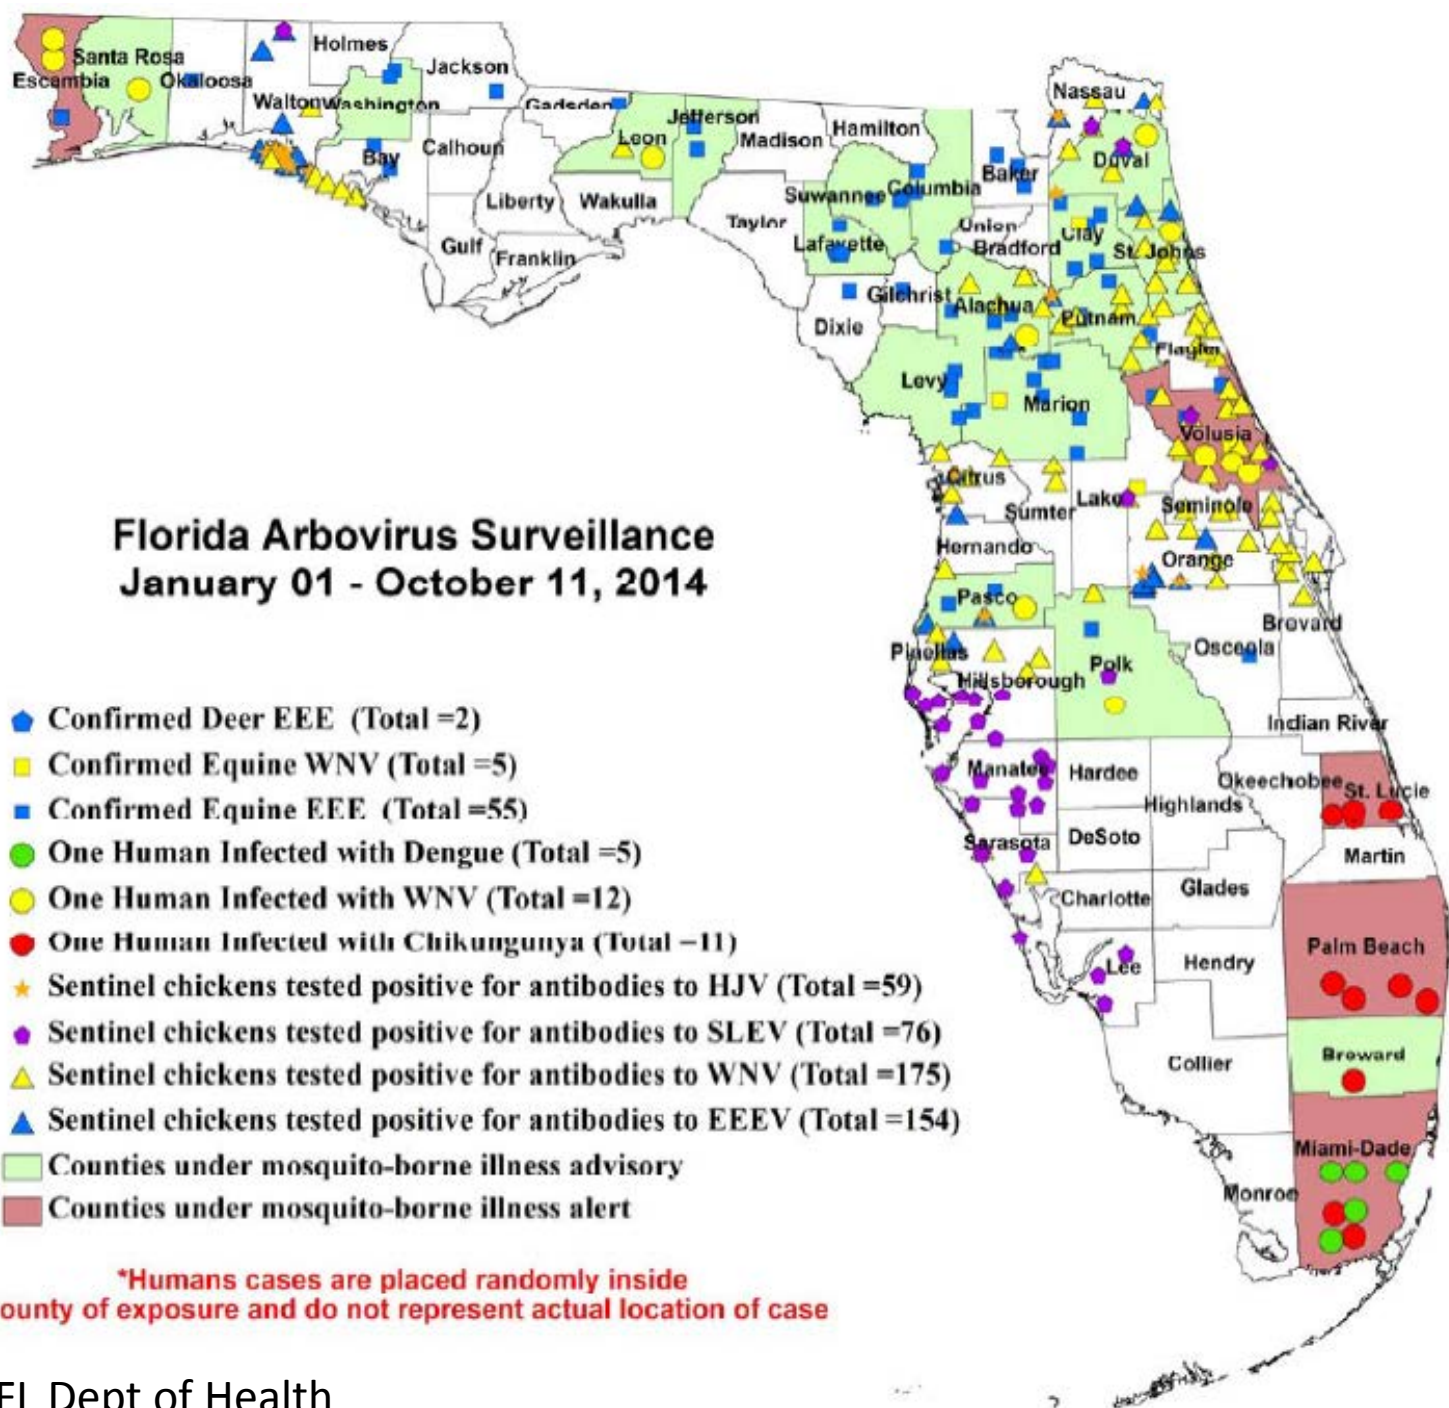 Nassau
Holmes
Santa Rosa
Jackson
Escambia
Okaloosa
Walton
Washington
Gadsden
Jefferson
Hamilton
Leon
Madison
Duval
Calhoun
Bay
Baker
Columbia
Suwannee
Liberty
Wakulla
Taylor
Union
Clay
Lafayette
Bradford
St. Johns
Gulf
Franklin
Gilchrist
Alachua
Putnam
Dixie
Flagler
Levy
Marion
Volusia
Citrus
Lake
Seminole
Sumter
Florida Arbovirus Surveillance
January 01 - October 11, 2014
Hernando
Orange
Pasco
Brevard
Pinellas
Osceola
Polk
Hillsborough
Indian River
Manatee
Hardee
Okeechobee
St. Lucie
Highlands
Sarasota
DeSoto
Martin
Charlotte
Glades
Palm Beach
Lee
Hendry
Broward
Collier
Miami-Dade
Monroe
Confirmed Deer EEE (Total =2)
Confirmed Equine WNV (Total =5)
Confirmed Equine EEE (Total =55)
One Human Infected with Dengue (Total =5)
One Human Infected with WNV (Total =12)
One Human Infected with Chikungunya (Total =11)
Sentinel chickens tested positive for antibodies to HJV (Total =59)
Sentinel chickens tested positive for antibodies to SLEV (Total =76)
Sentinel chickens tested positive for antibodies to WNV (Total =175)
Sentinel chickens tested positive for antibodies to EEEV (Total =154)
Counties under mosquito-borne illness advisory
Counties under mosquito-borne illness alert
*Humans cases are placed randomly inside
ounty of exposure and do not represent actual location of case
FL Dept of Health